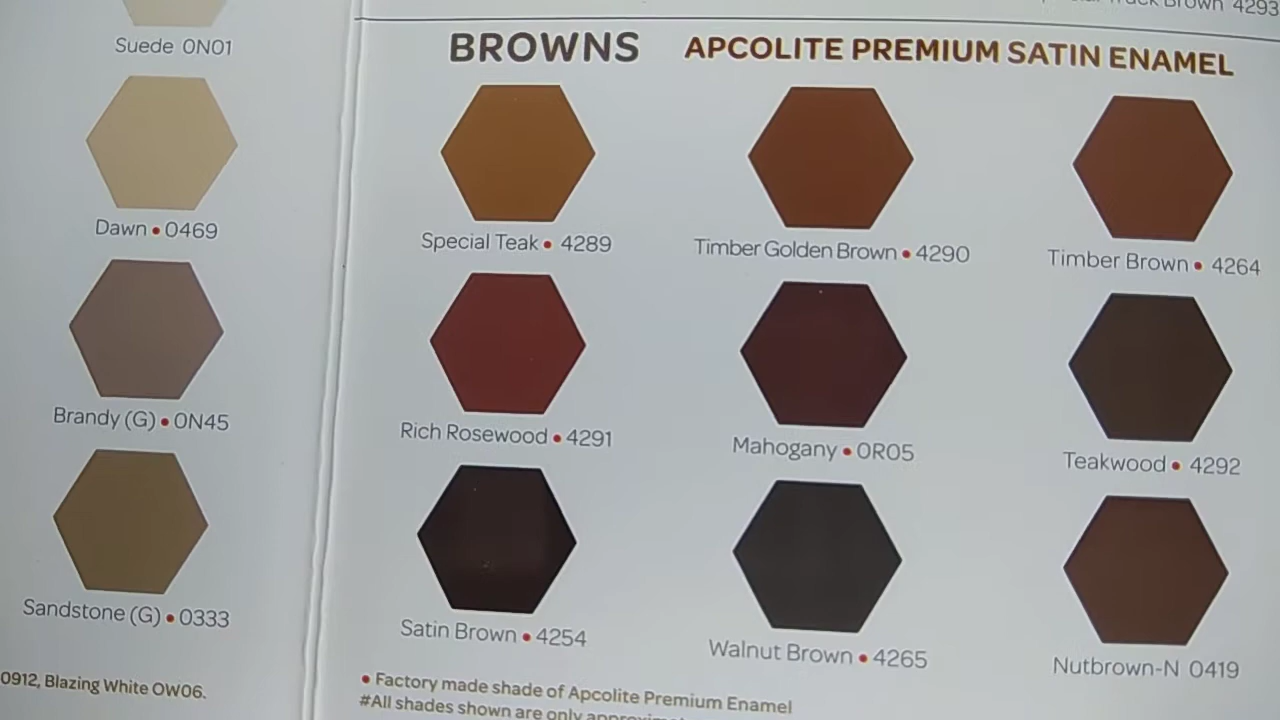 Brown 4293
Suede 0N01
Dawn • 0469
Brandy (G) • 0N45
Sandstone (G) • 0333
0912, Blazing White OW06.
BROWNS APCOLITE PREMIUM SATIN ENAMEL
Special Teak • 4289 Timber Golden Brown • 4290 Timber Brown • 4264
Rich Rosewood • 4291 Mahogany • 0R05 Teakwood • 4292
Satin Brown • 4254 Walnut Brown • 4265 Nutbrown-N 0419
• Factory made shade of Apcolite Premium Enamel
#All shades shown are only